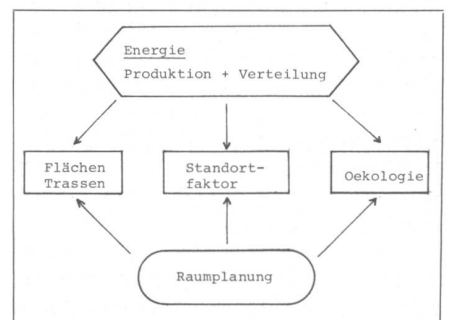 Energie
Produktion + Verteilung
Flächen
Trassen
Standort-
faktor
Oekologie
Raumplanung